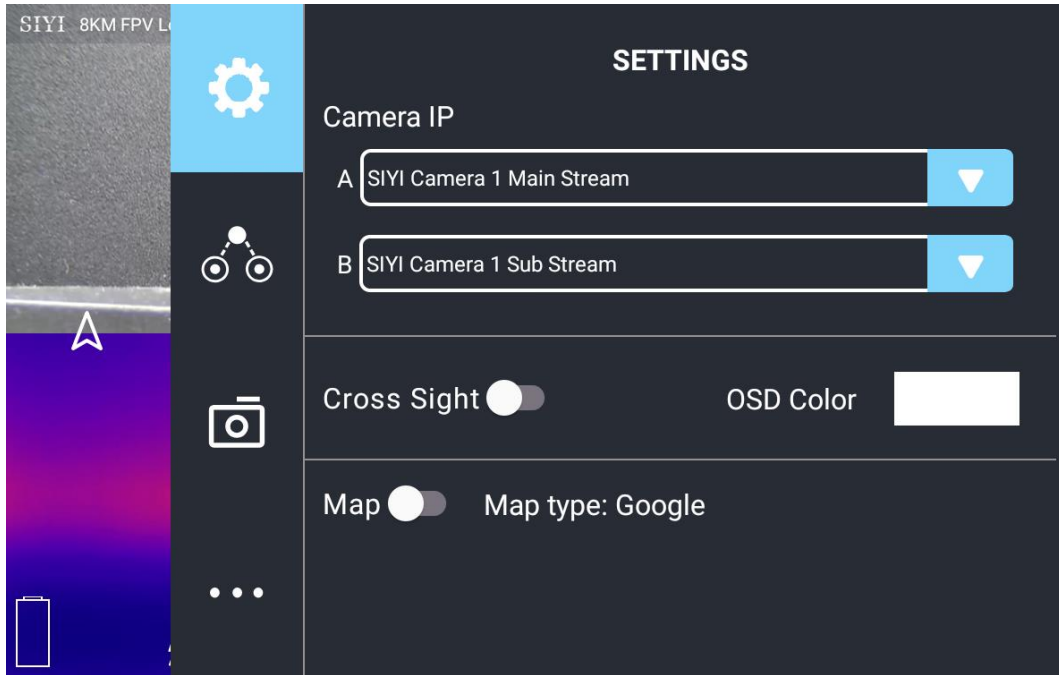 SIYI 8KM FPV L
SETTINGS
Camera IP
A SIYI Camera 1 Main Stream
B SIYI Camera 1 Sub Stream
Cross Sight OSD Color
Map Map type: Google